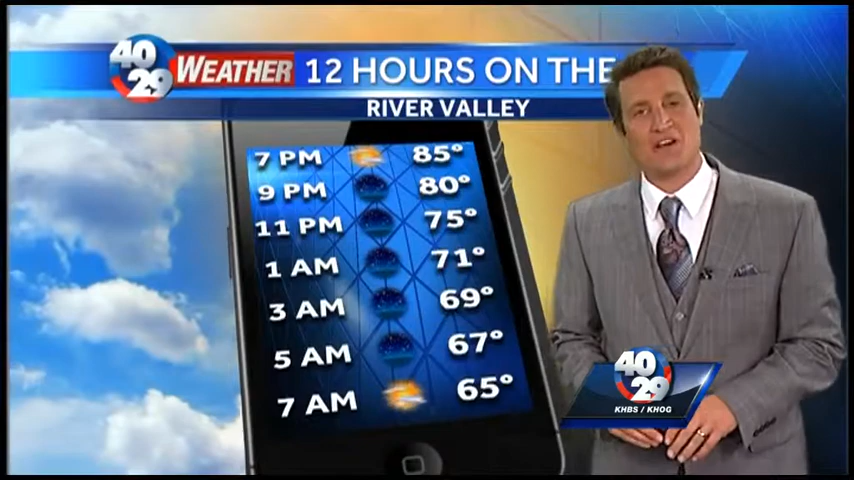 40
29
WEATHER
12 HOURS ON THE
RIVER VALLEY
7 PM 85°
9 PM 80°
11 PM 75°
1 AM 71°
3 AM 69°
5 AM 67°
7 AM 65°
40
29
KHBS / KHOG